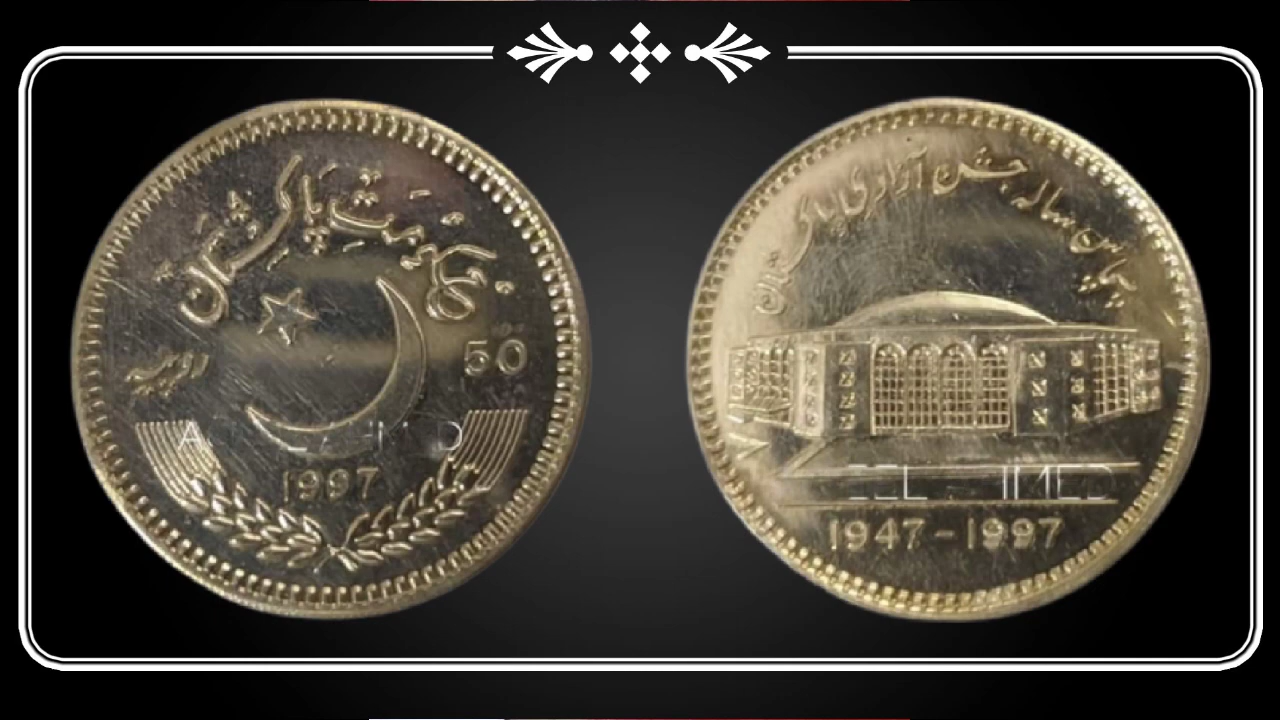 حکومت پاکستان
روپیہ
50
1997
پچاس سالہ جشن آزادی پاکستان
1947-1997